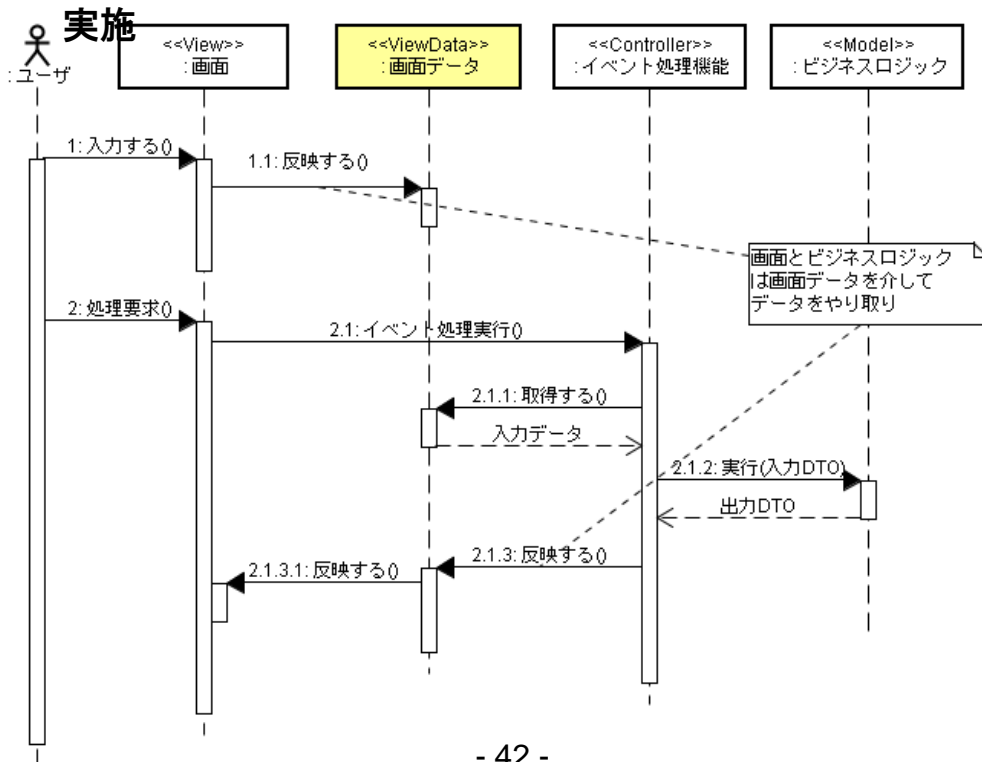 実施
: ユーザ
<<View>>
: 画面
<<ViewData>>
: 画面データ
<<Controller>>
: イベント処理機能
<<Model>>
: ビジネスロジック
1: 入力する()
1.1: 反映する()
画面とビジネスロジック
は画面データを介して
データをやり取り
2: 処理要求()
2.1: イベント処理実行()
2.1.1: 取得する()
入力データ
2.1.2: 実行(入力DTO)
出力DTO
2.1.3: 反映する()
2.1.3.1: 反映する()
- 42 -